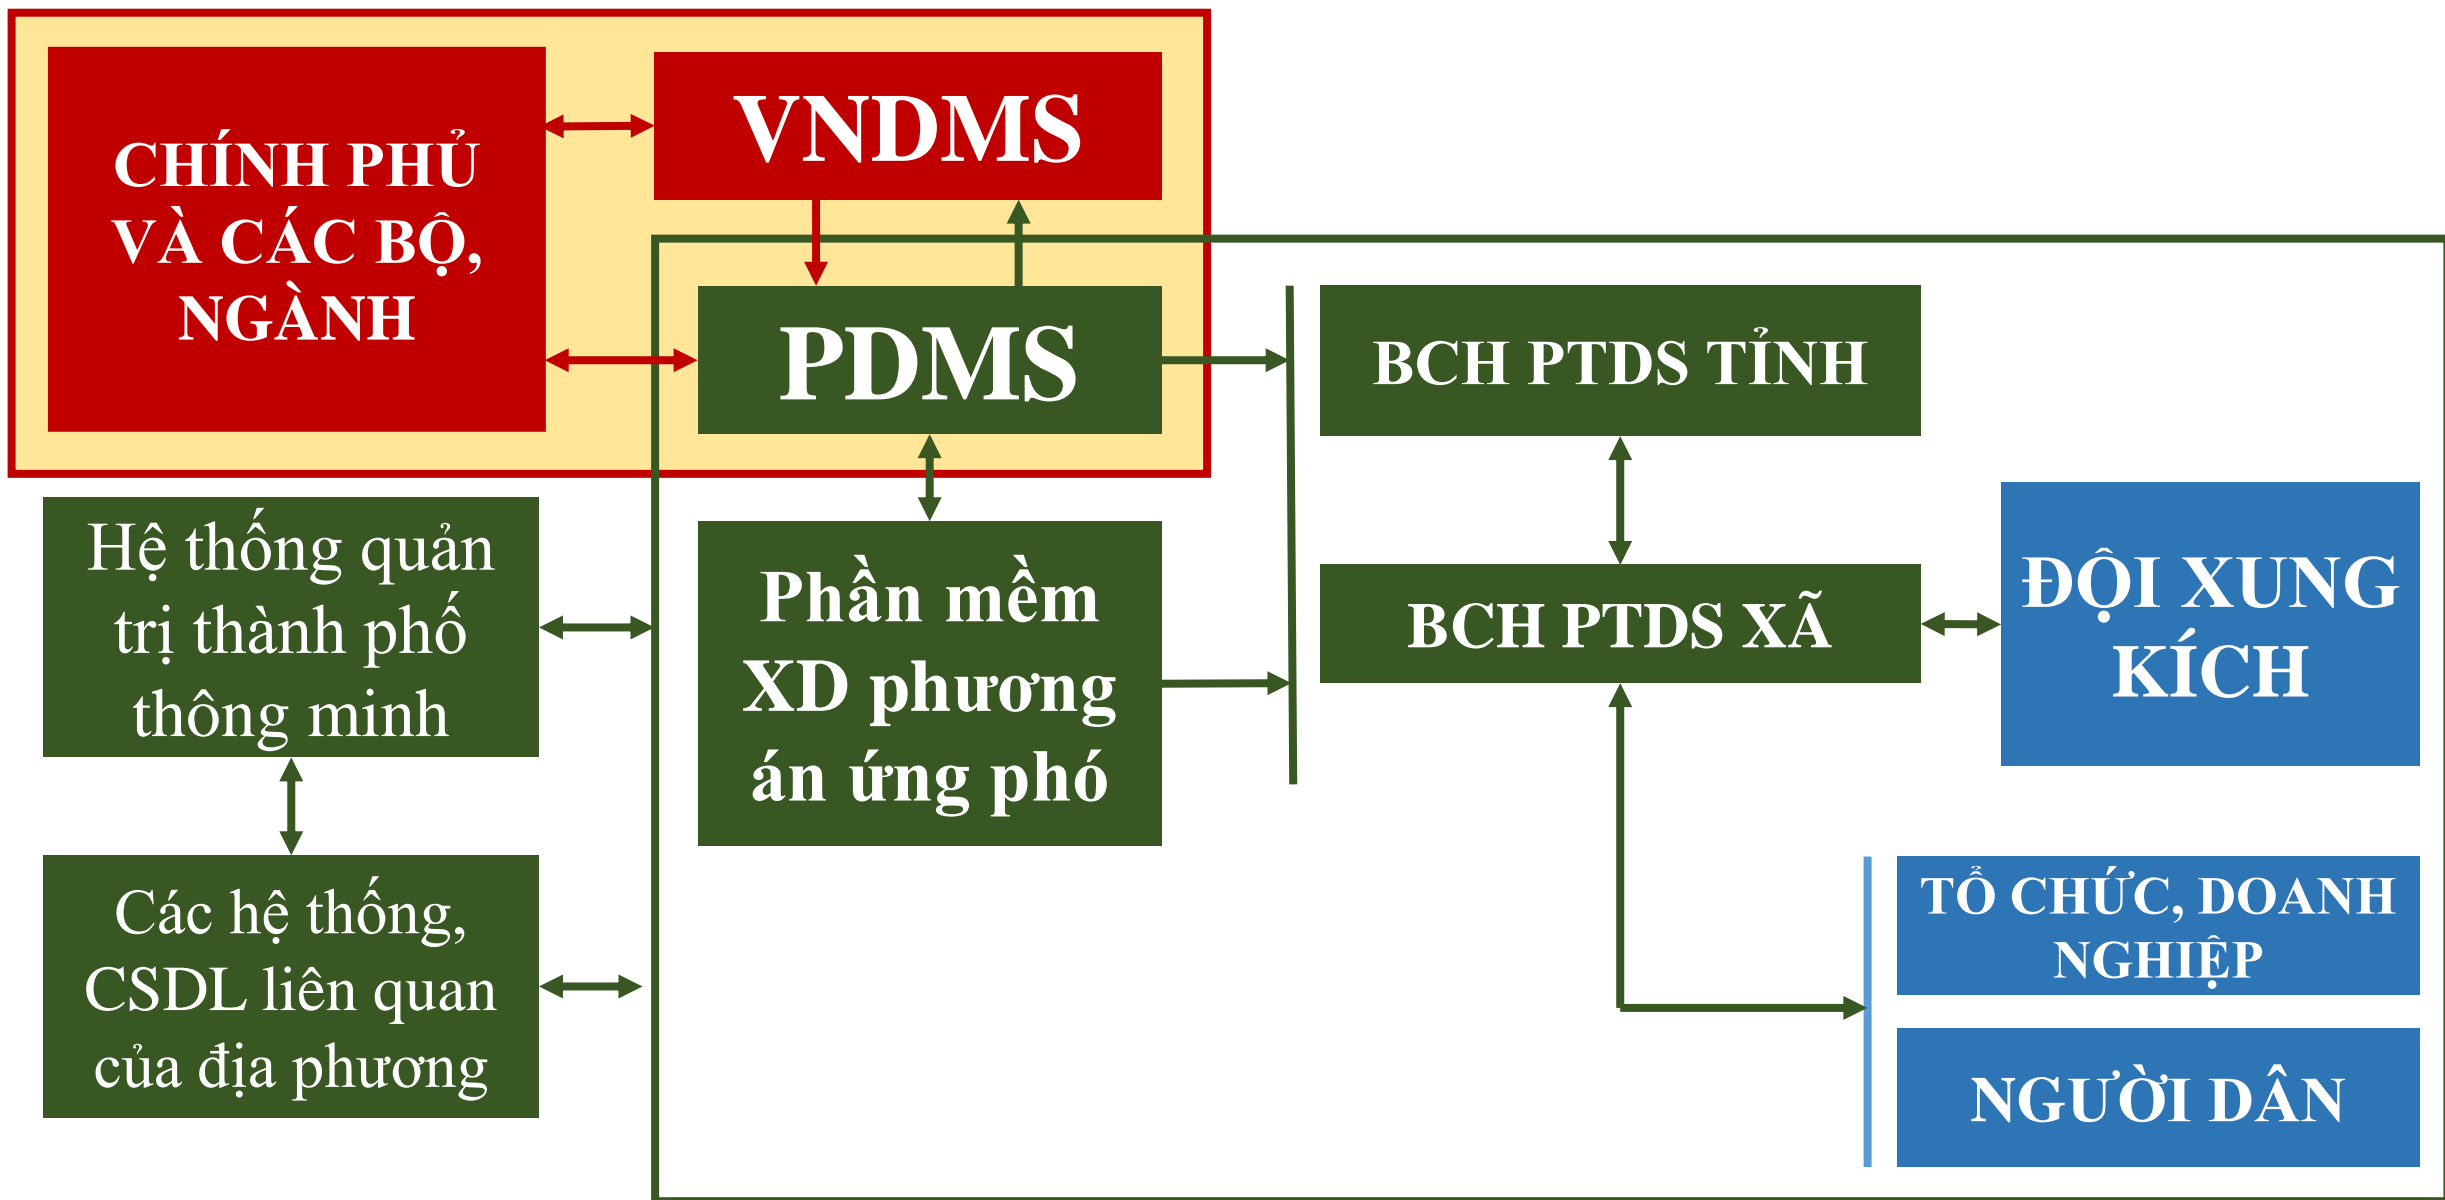 CHÍNH PHỦ
VÀ CÁC BỘ,
NGÀNH
VNDMS
PDMS
BCH PTDS TỈNH
Hệ thống quản
trị thành phố
thông minh
Phần mềm
XD phương
án ứng phó
BCH PTDS XÃ
ĐỘI XUNG
KÍCH
Các hệ thống,
CSDL liên quan
của địa phương
TỔ CHỨC, DOANH
NGHIỆP
NGƯỜI DÂN